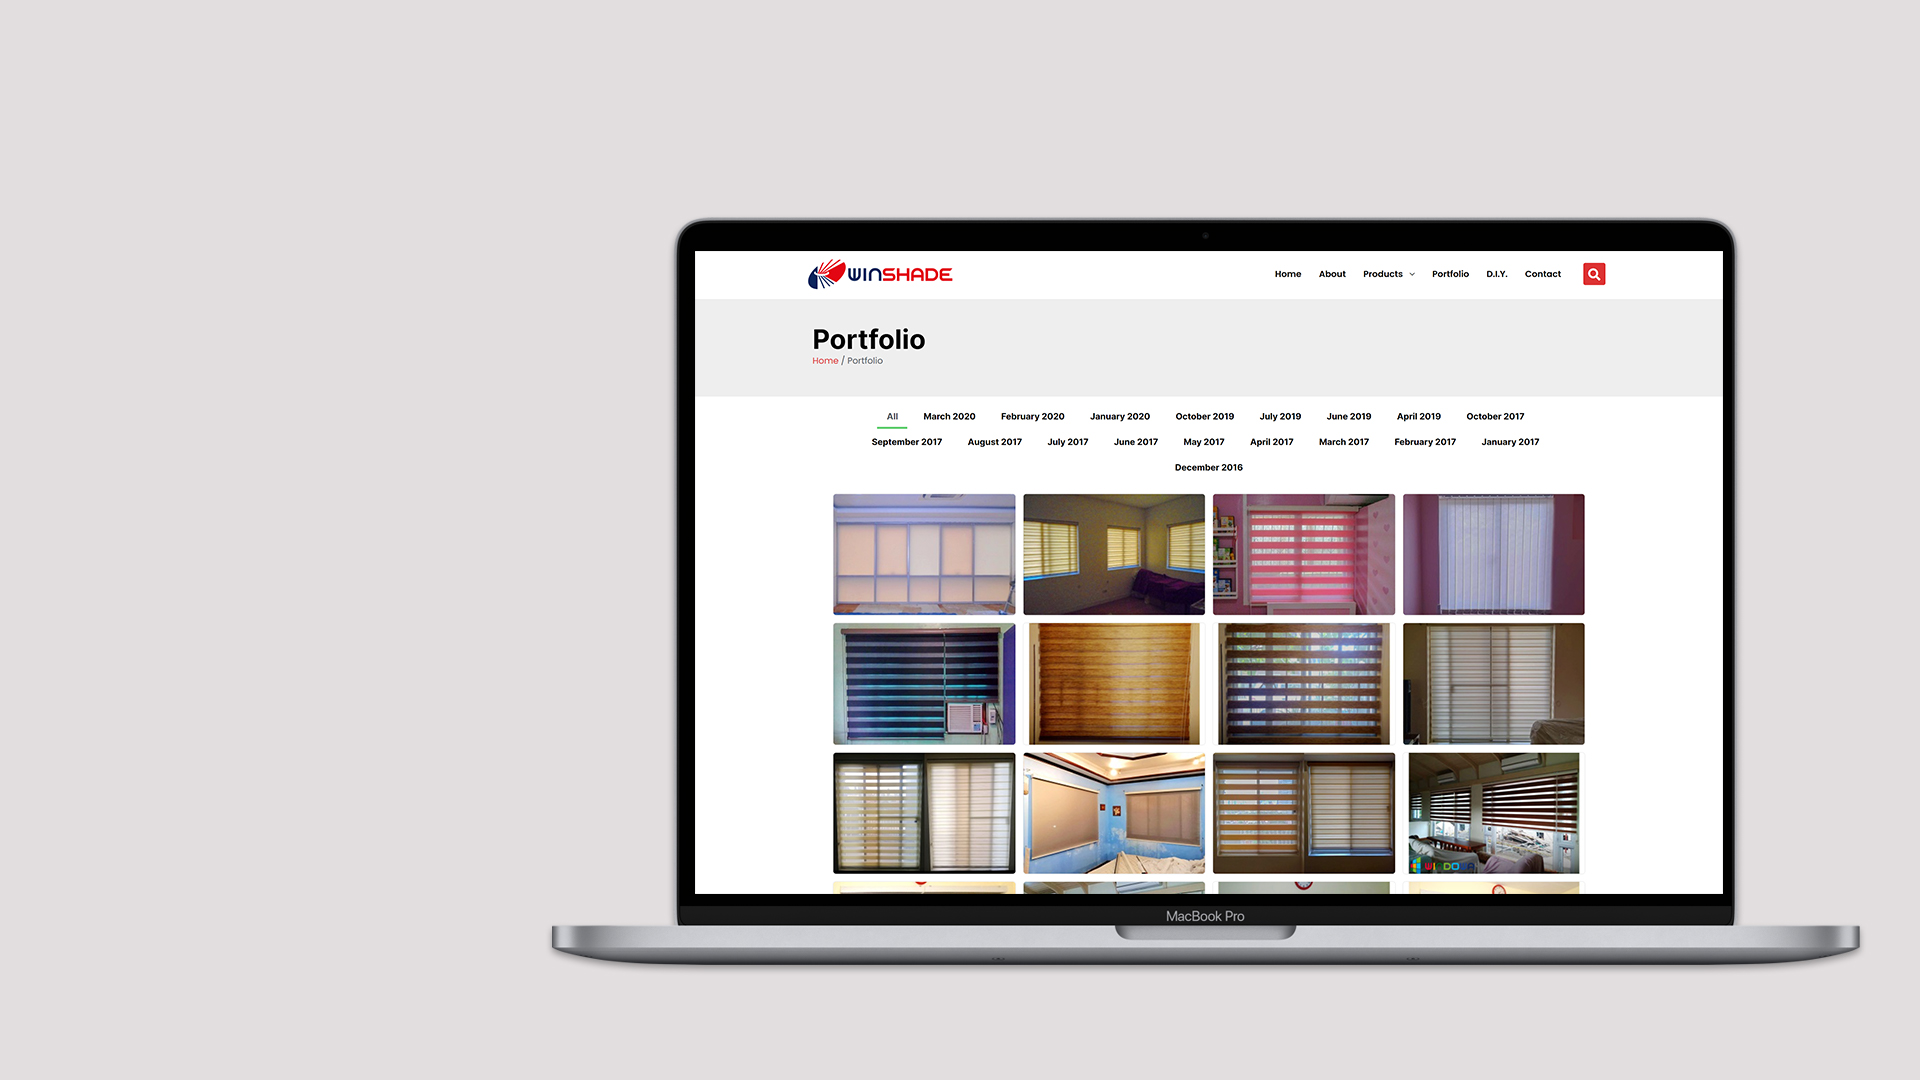 WINSHADE
Home About Products Portfolio D.I.Y. Contact
Portfolio
Home / Portfolio
All March 2020 February 2020 January 2020 October 2019 July 2019 June 2019 April 2019 October 2017
September 2017 August 2017 July 2017 June 2017 May 2017 April 2017 March 2017 February 2017 January 2017
December 2016
MacBook Pro